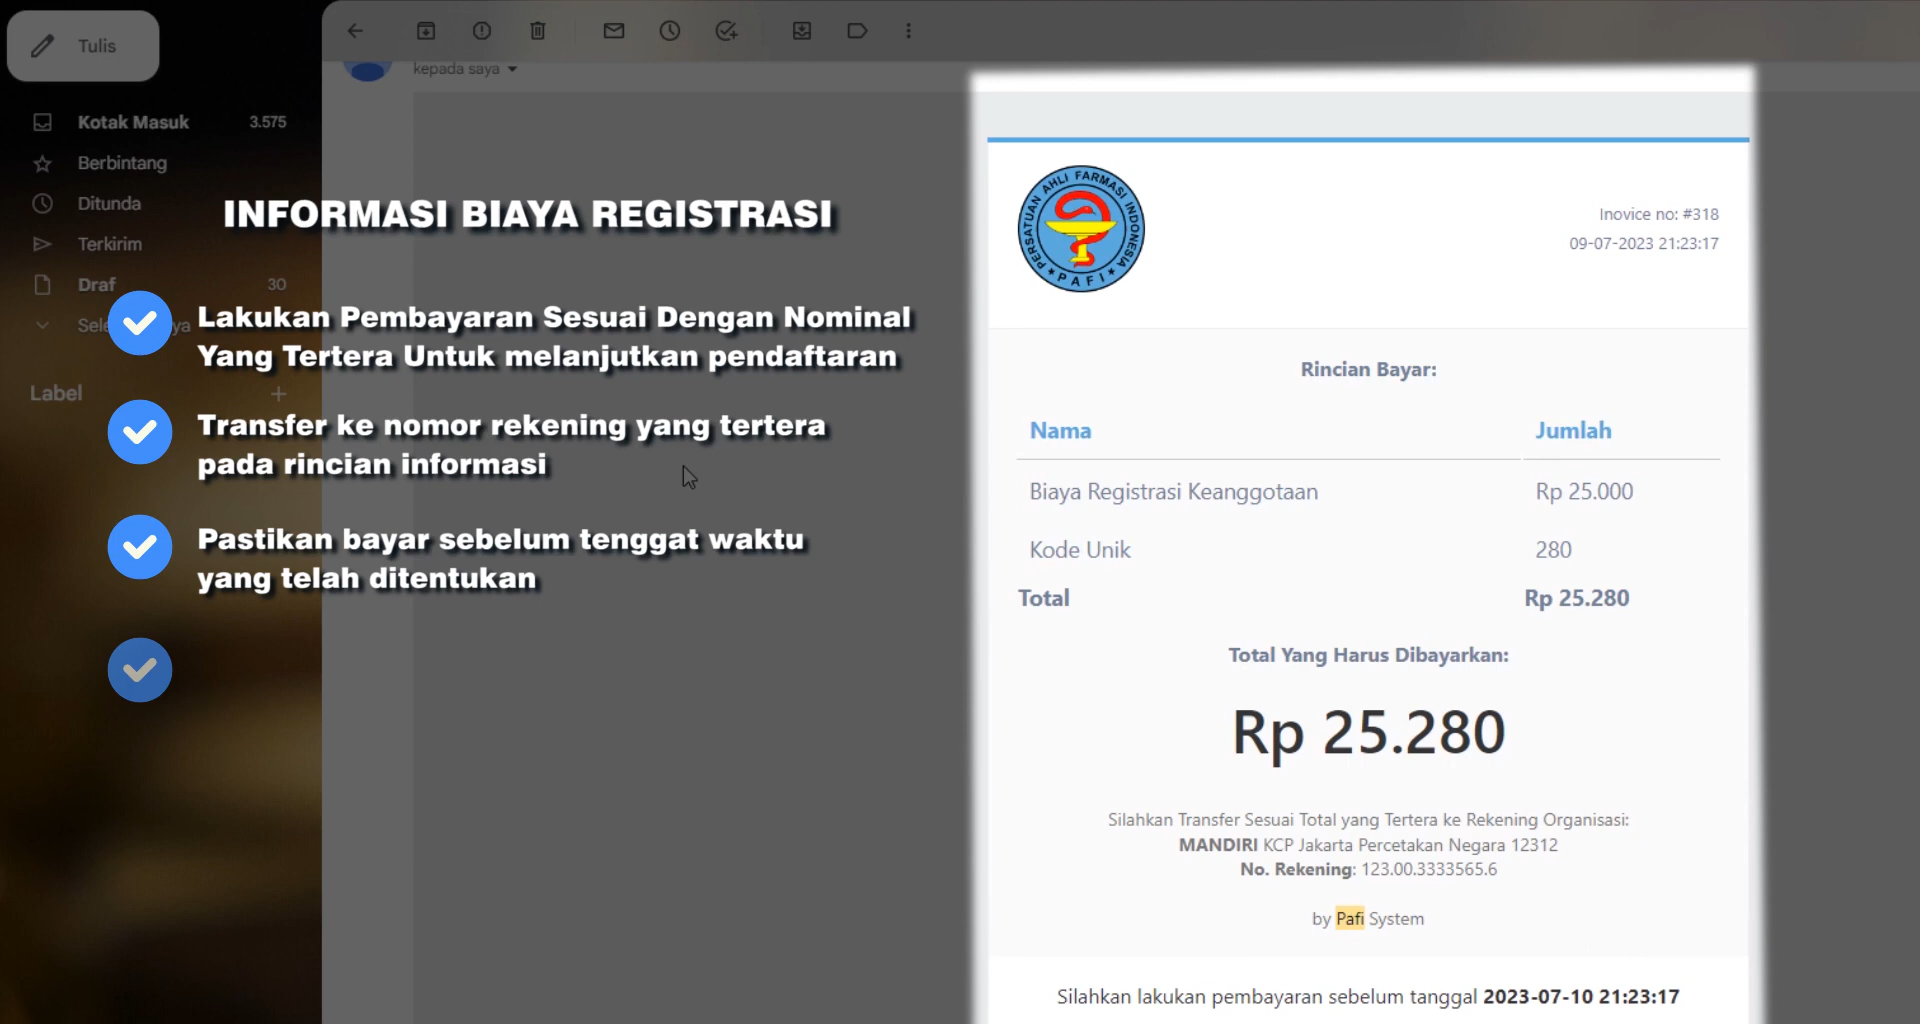 Tulis
Kotak Masuk 3.575
Berbintang
Ditunda
Terkirim
Draf 30
Label
kepada saya
INFORMASI BIAYA REGISTRASI
Lakukan Pembayaran Sesuai Dengan Nominal
Yang Tertera Untuk melanjutkan pendaftaran
Transfer ke nomor rekening yang tertera
pada rincian informasi
Pastikan bayar sebelum tenggat waktu
yang telah ditentukan
PERSATUAN AHLI FARMASI INDONESIA
PAFI
Inovice no: #318
09-07-2023 21:23:17
Rincian Bayar:
Nama Jumlah
Biaya Registrasi Keanggotaan Rp 25.000
Kode Unik 280
Total Rp 25.280
Total Yang Harus Dibayarkan:
Rp 25.280
Silahkan Transfer Sesuai Total yang Tertera ke Rekening Organisasi:
MANDIRI KCP Jakarta Percetakan Negara 12312
No. Rekening: 123.00.3333565.6
by Pafi System
Silahkan lakukan pembayaran sebelum tanggal 2023-07-10 21:23:17